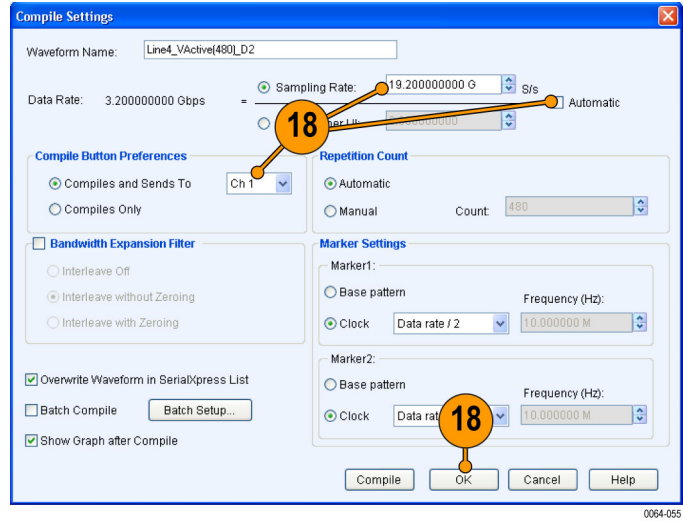 Compile Settings
Waveform Name: Line4_VActive(480)_D2
Data Rate: 3.200000000 Gbps = Sampling Rate: 19.200000000 G S/s
Automatic
18
Compile Button Preferences
Compiles and Sends To Ch 1
Compiles Only
Repetition Count
Automatic
Manual Count: 480
Bandwidth Expansion Filter
Interleave Off
Interleave without Zeroing
Interleave with Zeroing
Marker Settings
Marker1:
Base pattern
Frequency (Hz):
Clock Data rate / 2 10.000000 M
Marker2:
Base pattern
Frequency (Hz):
Clock Data 10.000000 M
18
Overwrite Waveform in SerialXpress List
Batch Compile Batch Setup...
Show Graph after Compile
Compile OK Cancel Help
0064-055